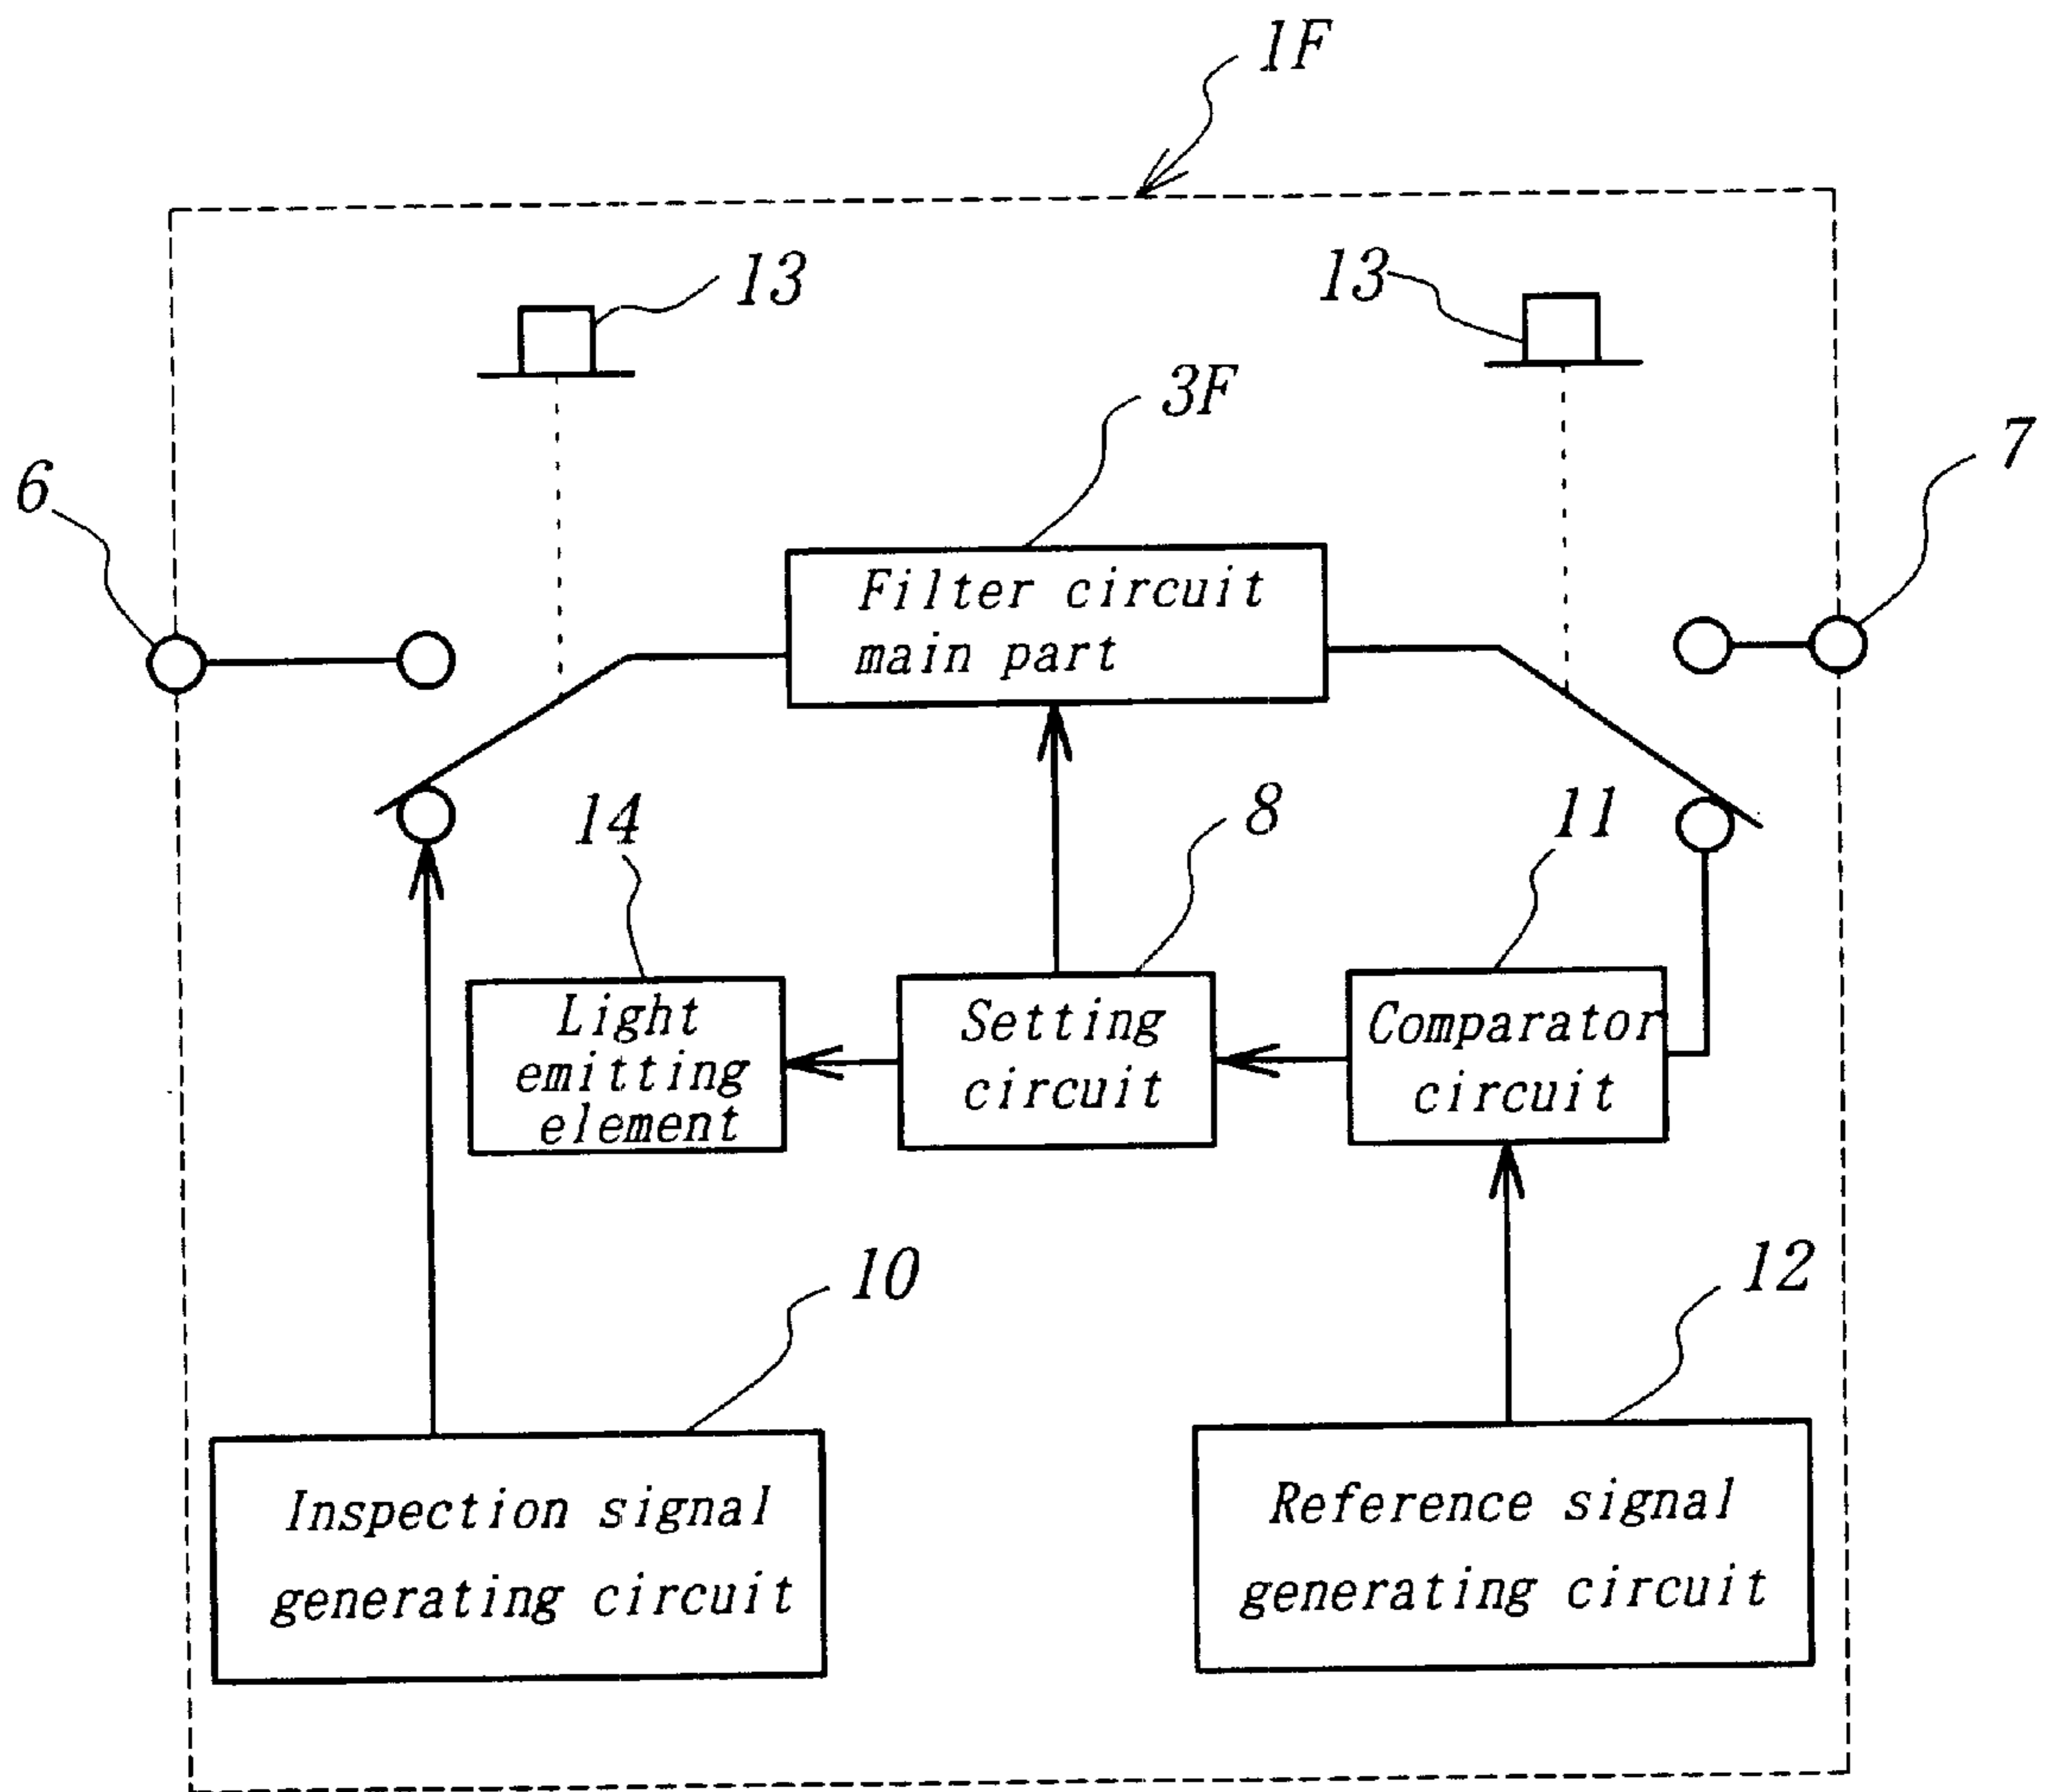 1F
13
13
3F
6
7
Filter circuit
main part
14
8
11
Light
emitting
element
Setting
circuit
Comparator
circuit
10
12
Inspection signal
generating circuit
Reference signal
generating circuit